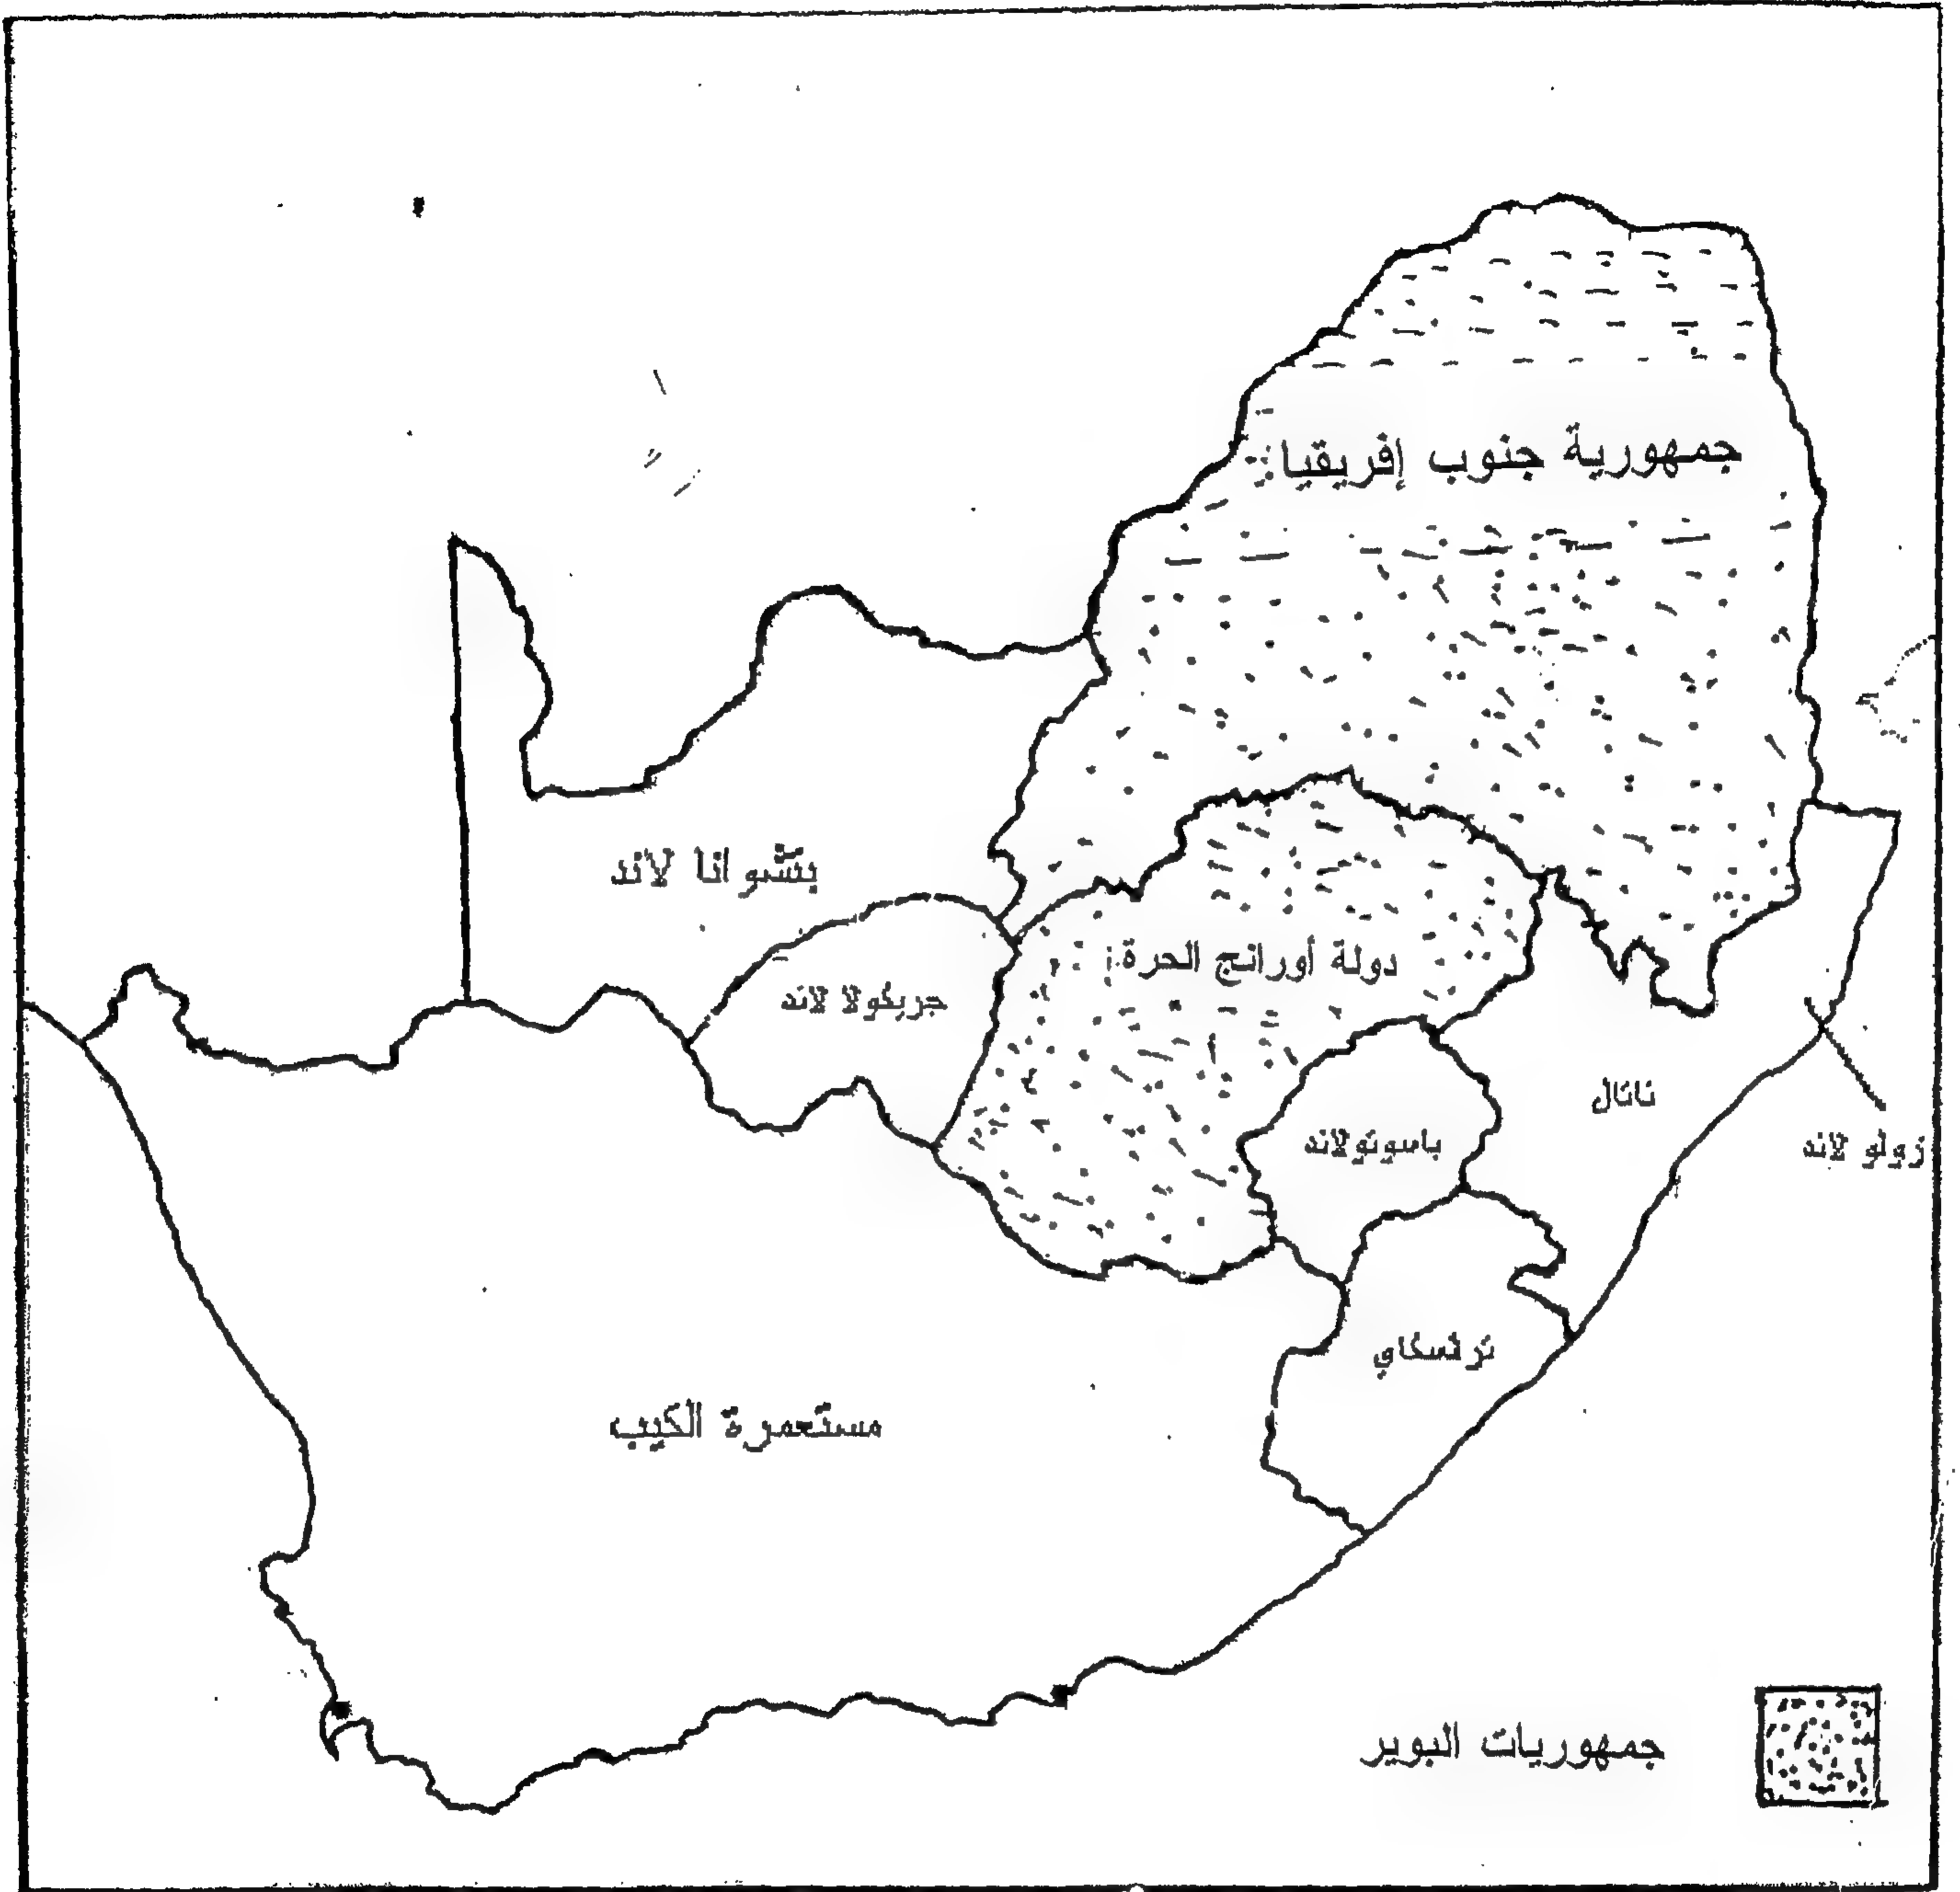 جمهورية جنوب إفريقيا
بتشوانا لاند
دولة أورانج الحرة
جريكولا لاند
ناتال
باسوتولاند
زولو لاند
ترنسكاي
مستعمرة الكيب
جمهوريات البوير